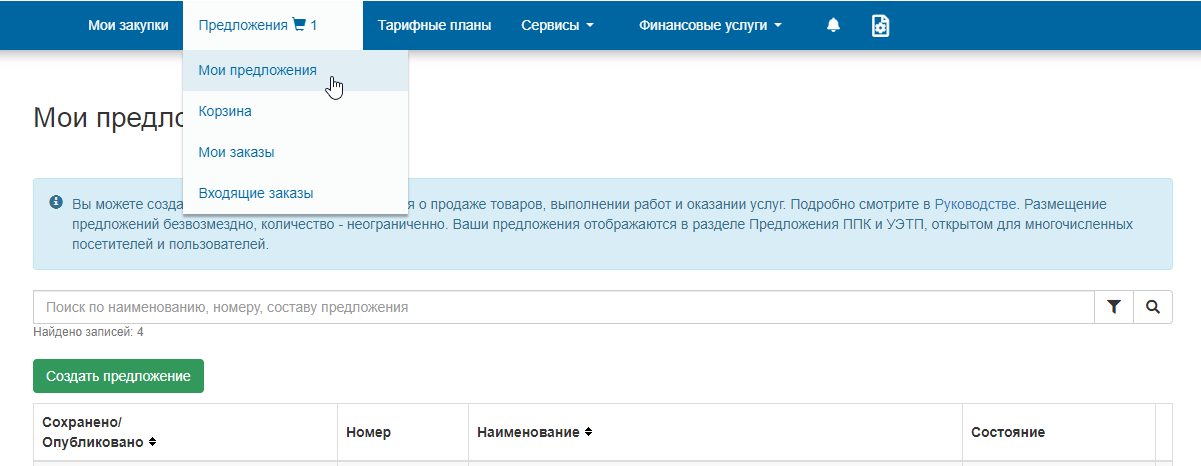 Мои закупки
Предложения 1
Тарифные планы
Сервисы
Финансовые услуги
Мои предложения
Корзина
Мои заказы
Входящие заказы
Мои предло
Вы можете созда я о продаже товаров, выполнении работ и оказании услуг. Подробно смотрите в Руководстве. Размещение
предложений безвозмездно, количество - неограниченно. Ваши предложения отображаются в разделе Предложения ППК и УЭТП, открытом для многочисленных
посетителей и пользователей.
Поиск по наименованию, номеру, составу предложения
Найдено записей: 4
Создать предложение
Сохранено/
Опубликовано
Номер
Наименование
Состояние